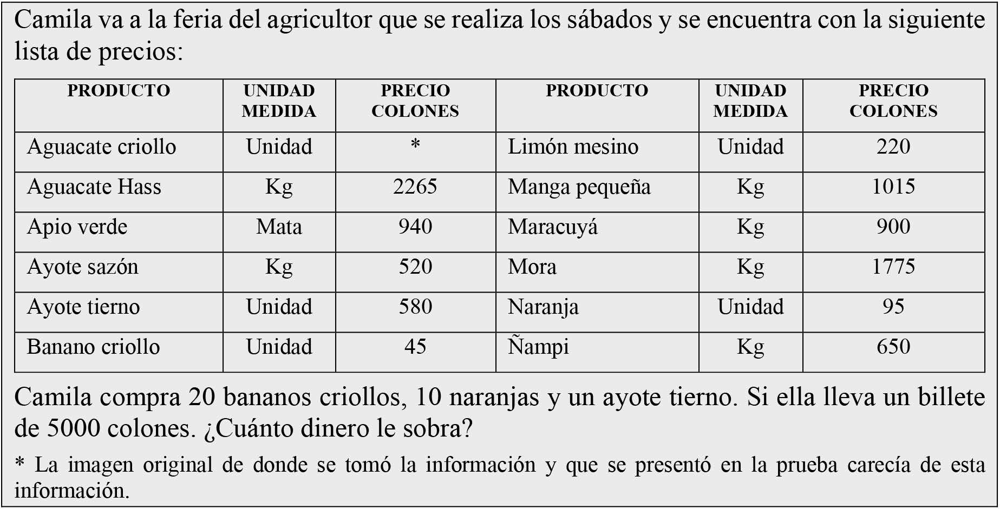 Camila va a la feria del agricultor que se realiza los sábados y se encuentra con la siguiente
lista de precios:
PRODUCTO UNIDAD MEDIDA PRECIO COLONES PRODUCTO UNIDAD MEDIDA PRECIO COLONES
Aguacate criollo Unidad * Limón mesino Unidad 220
Aguacate Hass Kg 2265 Manga pequeña Kg 1015
Apio verde Mata 940 Maracuyá Kg 900
Ayote sazón Kg 520 Mora Kg 1775
Ayote tierno Unidad 580 Naranja Unidad 95
Banano criollo Unidad 45 Ñampi Kg 650
Camila compra 20 bananos criollos, 10 naranjas y un ayote tierno. Si ella lleva un billete
de 5000 colones. ¿Cuánto dinero le sobra?
* La imagen original de donde se tomó la información y que se presentó en la prueba carecía de esta
información.